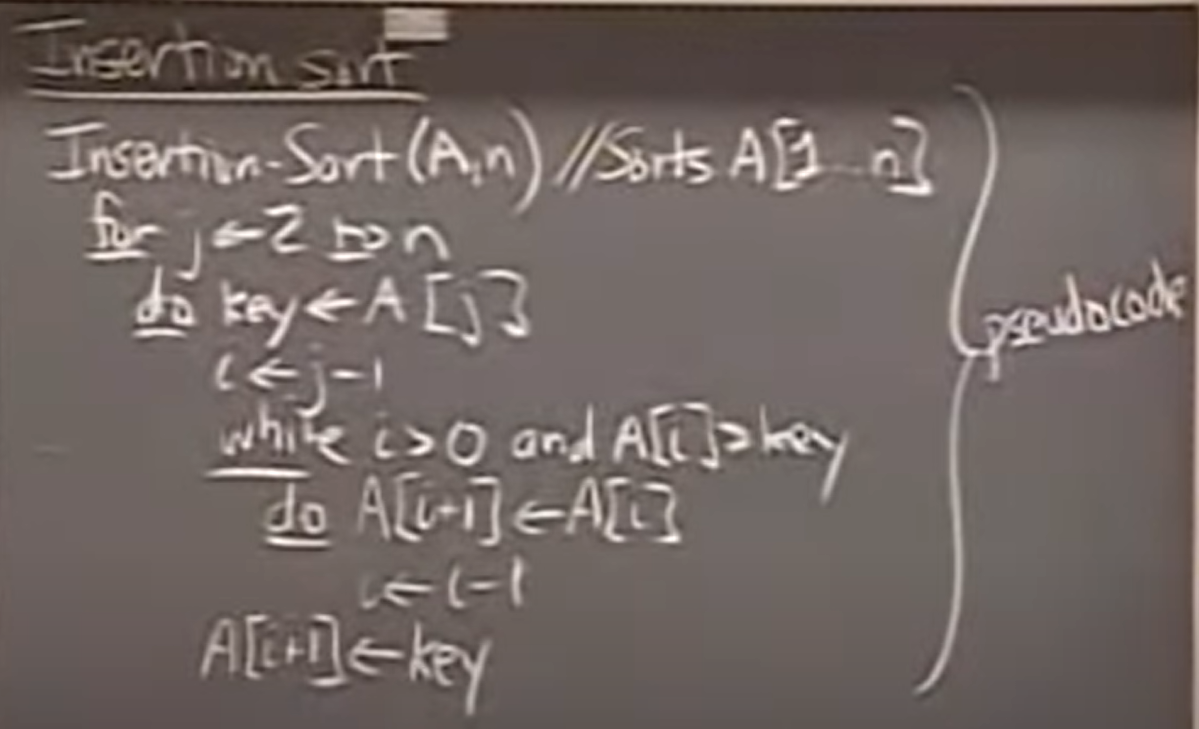 Insertion sort
Insertion-Sort(A,n) //Sorts A[1...n]
for j←2 to n
do key←A[j]
i←j-1
while i>0 and A[i]>key
do A[i+1]←A[i]
i←i-1
A[i+1]←key
pseudocode